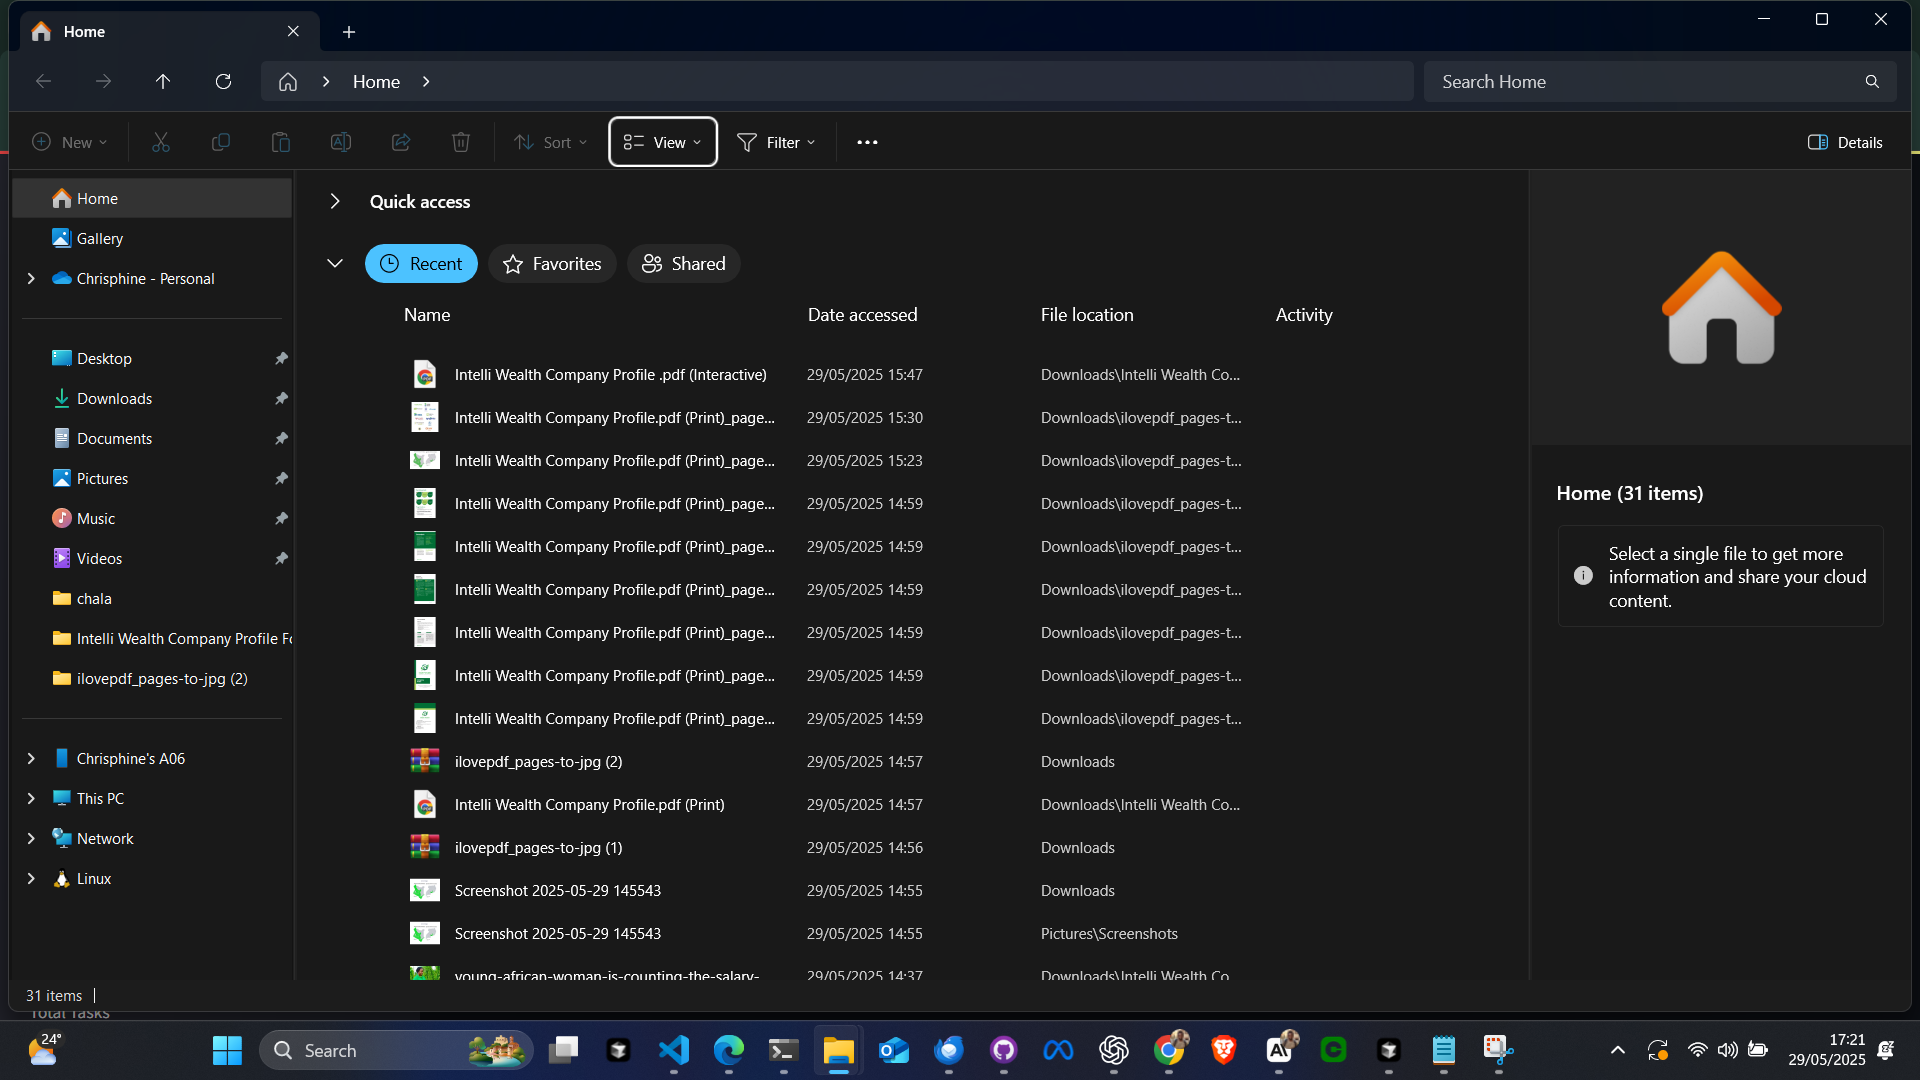 Home
Home
Search Home
New
Sort
View
Filter
Details
Home
Gallery
Chrisphine - Personal
Desktop
Downloads
Documents
Pictures
Music
Videos
chala
Intelli Wealth Company Profile Fo
ilovepdf_pages-to-jpg (2)
Chrisphine's A06
This PC
Network
Linux
Quick access
Recent
Favorites
Shared
Name Date accessed File location Activity
Intelli Wealth Company Profile .pdf (Interactive) 29/05/2025 15:47 Downloads\Intelli Wealth Co...
Intelli Wealth Company Profile.pdf (Print)_page... 29/05/2025 15:30 Downloads\ilovepdf_pages-t...
Intelli Wealth Company Profile.pdf (Print)_page... 29/05/2025 15:23 Downloads\ilovepdf_pages-t...
Intelli Wealth Company Profile.pdf (Print)_page... 29/05/2025 14:59 Downloads\ilovepdf_pages-t...
Intelli Wealth Company Profile.pdf (Print)_page... 29/05/2025 14:59 Downloads\ilovepdf_pages-t...
Intelli Wealth Company Profile.pdf (Print)_page... 29/05/2025 14:59 Downloads\ilovepdf_pages-t...
Intelli Wealth Company Profile.pdf (Print)_page... 29/05/2025 14:59 Downloads\ilovepdf_pages-t...
Intelli Wealth Company Profile.pdf (Print)_page... 29/05/2025 14:59 Downloads\ilovepdf_pages-t...
Intelli Wealth Company Profile.pdf (Print)_page... 29/05/2025 14:59 Downloads\ilovepdf_pages-t...
ilovepdf_pages-to-jpg (2) 29/05/2025 14:57 Downloads
Intelli Wealth Company Profile.pdf (Print) 29/05/2025 14:57 Downloads\Intelli Wealth Co...
ilovepdf_pages-to-jpg (1) 29/05/2025 14:56 Downloads
Screenshot 2025-05-29 145543 29/05/2025 14:55 Downloads
Screenshot 2025-05-29 145543 29/05/2025 14:55 Pictures\Screenshots
young-african-woman-is-counting-the-salary- 29/05/2025 14:37 Downloads\Intelli Wealth Co
Home (31 items)
Select a single file to get more
information and share your cloud
content.
31 items
Total Tasks
24°
Search
17:21
29/05/2025